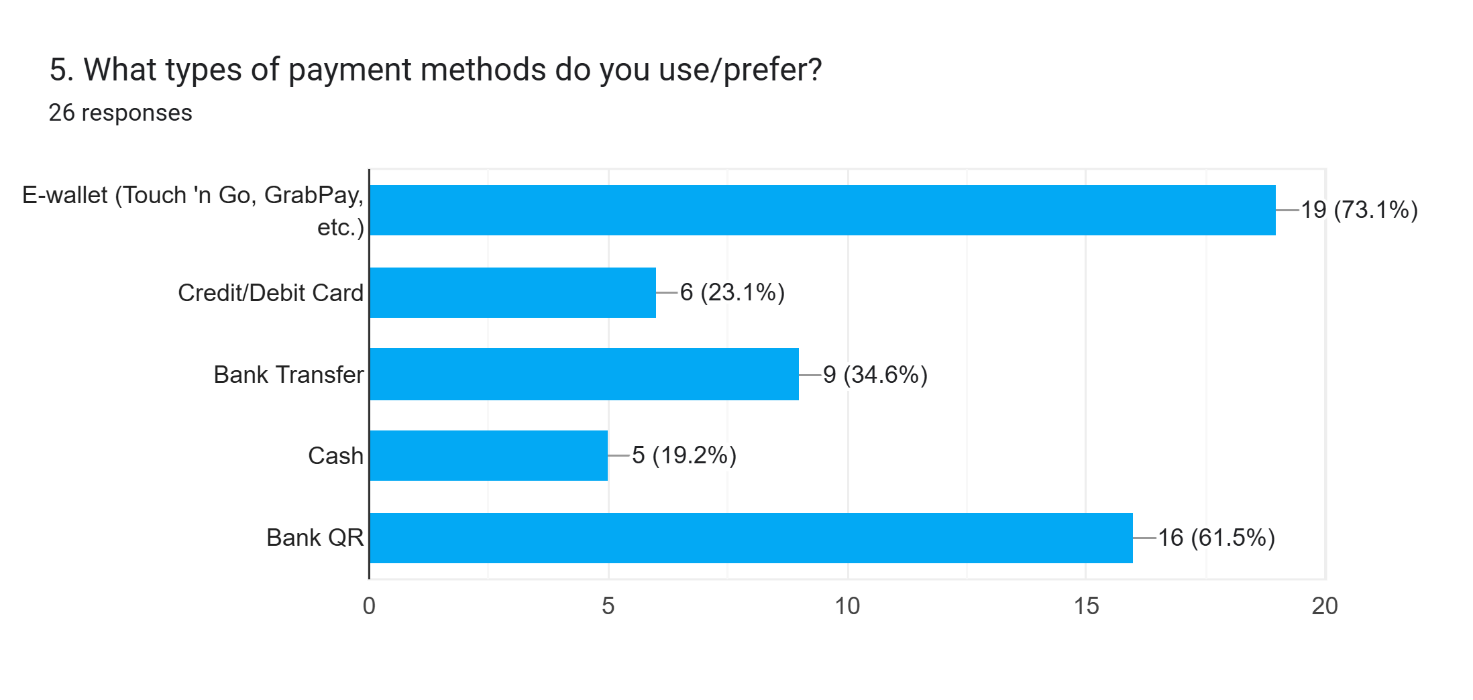 5. What types of payment methods do you use/prefer?
26 responses
E-wallet (Touch 'n Go, GrabPay,
etc.)
19 (73.1%)
Credit/Debit Card
6 (23.1%)
Bank Transfer
9 (34.6%)
Cash
5 (19.2%)
Bank QR
16 (61.5%)
0
5
10
15
20